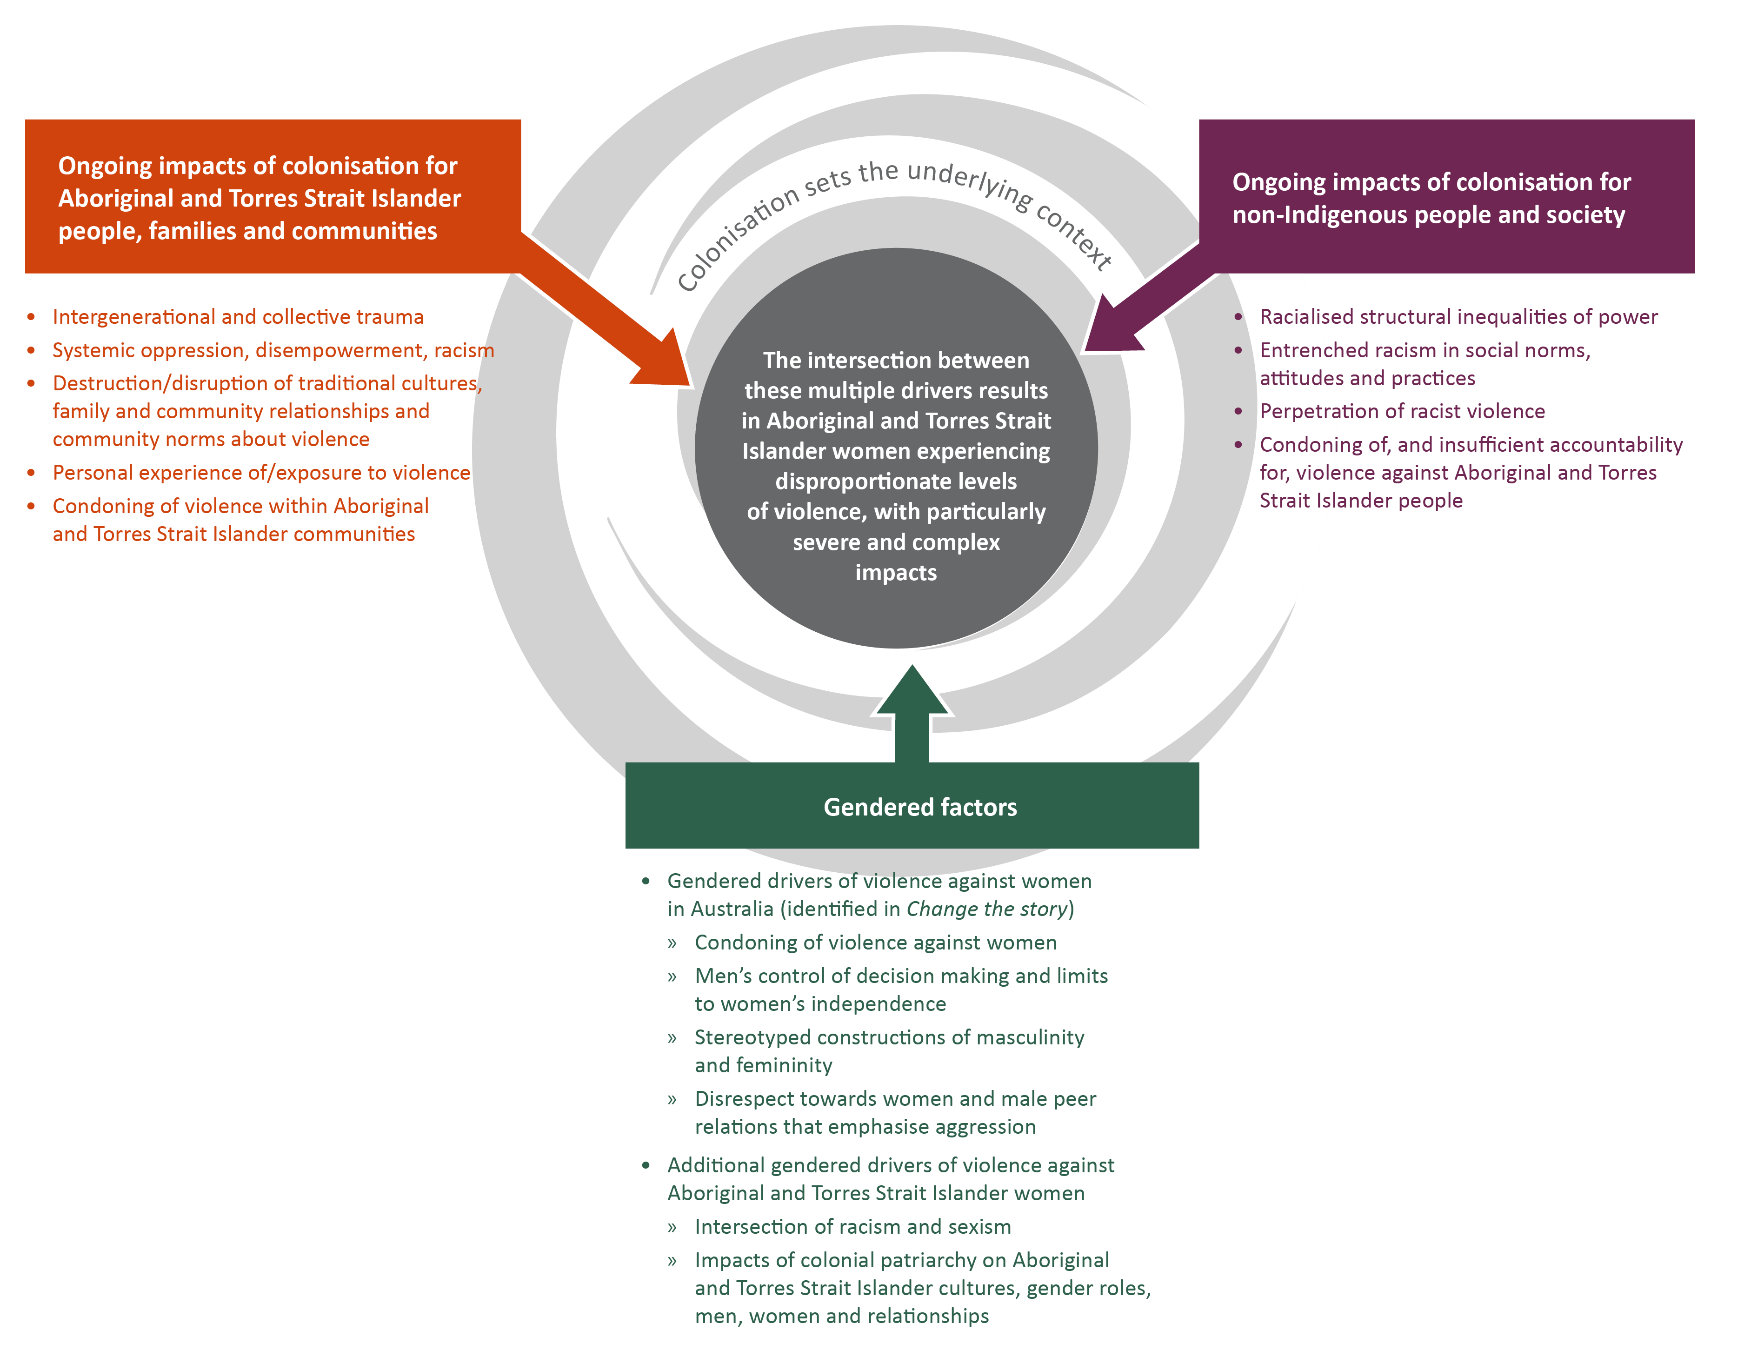 Ongoing impacts of colonisation for
Aboriginal and Torres Strait Islander
people, families and communities
• Intergenerational and collective trauma
• Systemic oppression, disempowerment, racism
• Destruction/disruption of traditional cultures,
family and community relationships and
community norms about violence
• Personal experience of/exposure to violence
• Condoning of violence within Aboriginal
and Torres Strait Islander communities
Colonisation sets the underlying context
The intersection between
these multiple drivers results
in Aboriginal and Torres Strait
Islander women experiencing
disproportionate levels
of violence, with particularly
severe and complex
impacts
Ongoing impacts of colonisation for
non-Indigenous people and society
• Racialised structural inequalities of power
• Entrenched racism in social norms,
attitudes and practices
• Perpetration of racist violence
• Condoning of, and insufficient accountability
for, violence against Aboriginal and Torres
Strait Islander people
Gendered factors
• Gendered drivers of violence against women
in Australia (identified in Change the story)
» Condoning of violence against women
» Men’s control of decision making and limits
to women’s independence
» Stereotyped constructions of masculinity
and femininity
» Disrespect towards women and male peer
relations that emphasise aggression
• Additional gendered drivers of violence against
Aboriginal and Torres Strait Islander women
» Intersection of racism and sexism
» Impacts of colonial patriarchy on Aboriginal
and Torres Strait Islander cultures, gender roles,
men, women and relationships